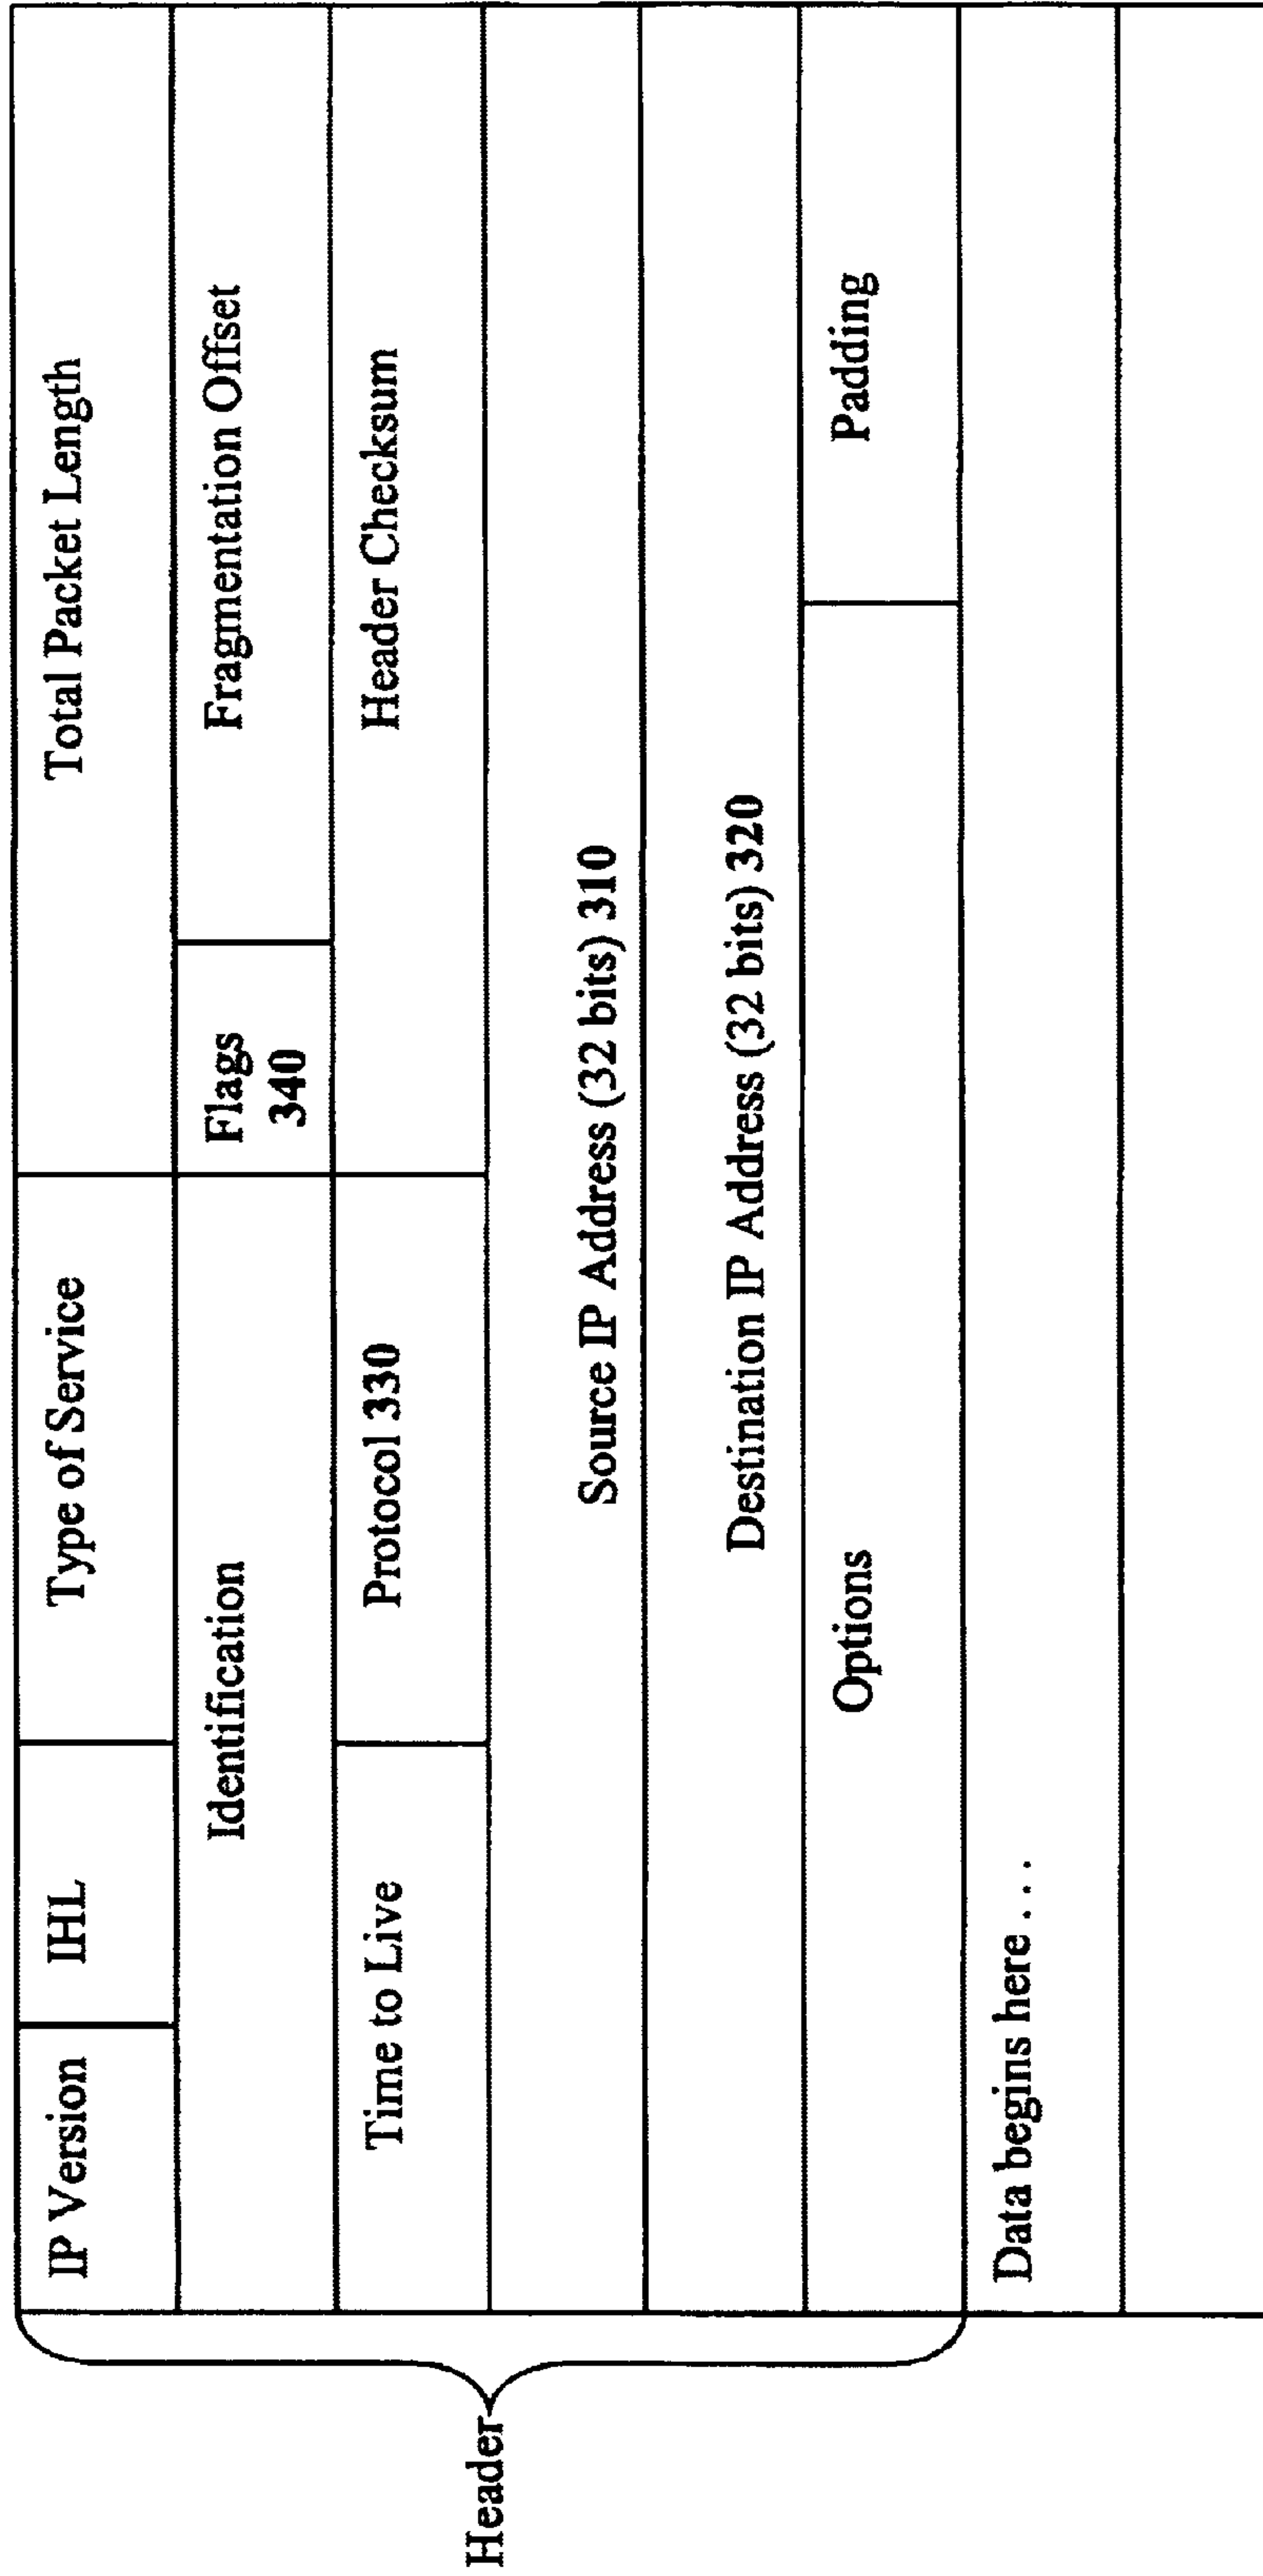 IP Version
IHL
Type of Service
Total Packet Length
Identification
Flags
340
Fragmentation Offset
Time to Live
Protocol 330
Header Checksum
Header
Source IP Address (32 bits) 310
Destination IP Address (32 bits) 320
Options
Padding
Data begins here . . .